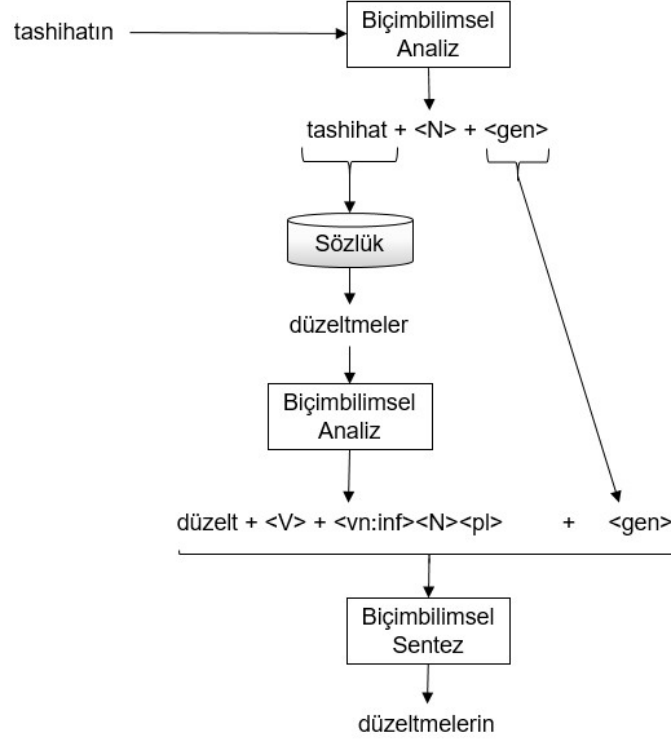 tashihatın
Biçimbilimsel
Analiz
tashihat + <N> + <gen>
Sözlük
düzeltmeler
Biçimbilimsel
Analiz
düzelt + <V> + <vn:inf><N><pl> + <gen>
Biçimbilimsel
Sentez
düzeltmelerin